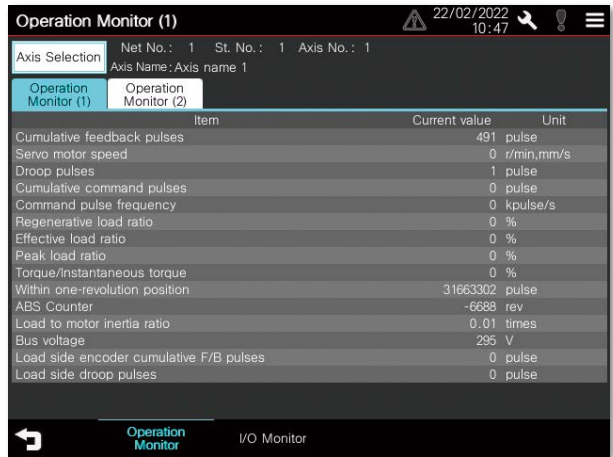 Operation Monitor (1)
22/02/2022
10:47
Axis Selection
Net No.: 1 St. No.: 1 Axis No.: 1
Axis Name:Axis name 1
Operation
Monitor (1)
Operation
Monitor (2)
Item Current value Unit
Cumulative feedback pulses 491 pulse
Servo motor speed 0 r/min,mm/s
Droop pulses 1 pulse
Cumulative command pulses 0 pulse
Command pulse frequency 0 kpulse/s
Regenerative load ratio 0 %
Effective load ratio 0 %
Peak load ratio 0 %
Torque/Instantaneous torque 0 %
Within one-revolution position 31663302 pulse
ABS Counter -6688 rev
Load to motor inertia ratio 0.01 times
Bus voltage 295 V
Load side encoder cumulative F/B pulses 0 pulse
Load side droop pulses 0 pulse
Operation
Monitor
I/O Monitor